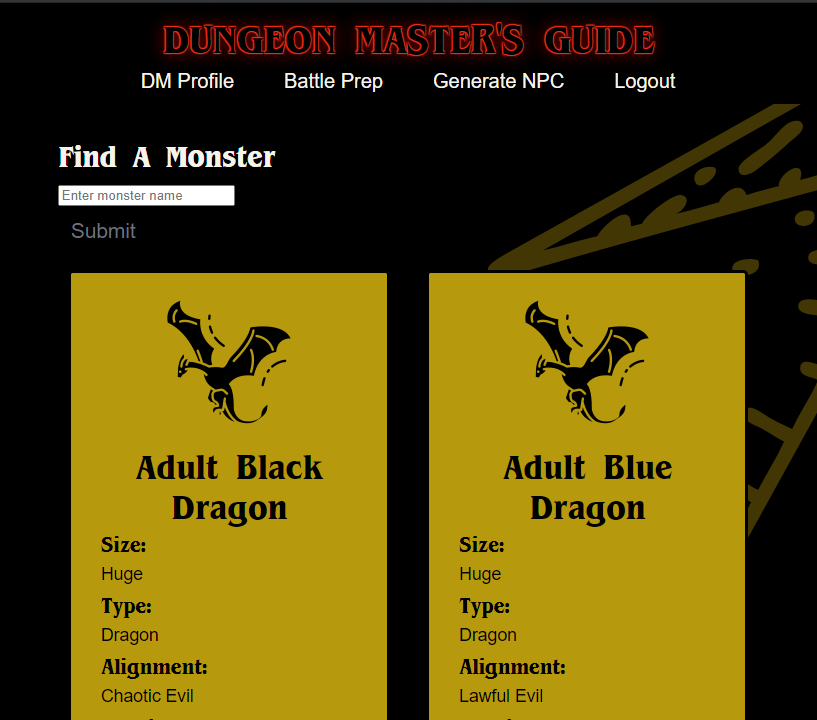 DUNGEON MASTER'S GUIDE
DM Profile Battle Prep Generate NPC Logout
Find A Monster
Enter monster name
Submit
Adult Black
Dragon
Size:
Huge
Type:
Dragon
Alignment:
Chaotic Evil
Adult Blue
Dragon
Size:
Huge
Type:
Dragon
Alignment:
Lawful Evil